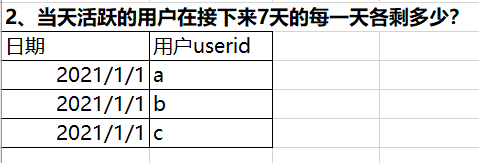 2、当天活跃的用户在接下来7天的每一天各剩多少?
日期 用户userid
2021/1/1 a
2021/1/1 b
2021/1/1 c